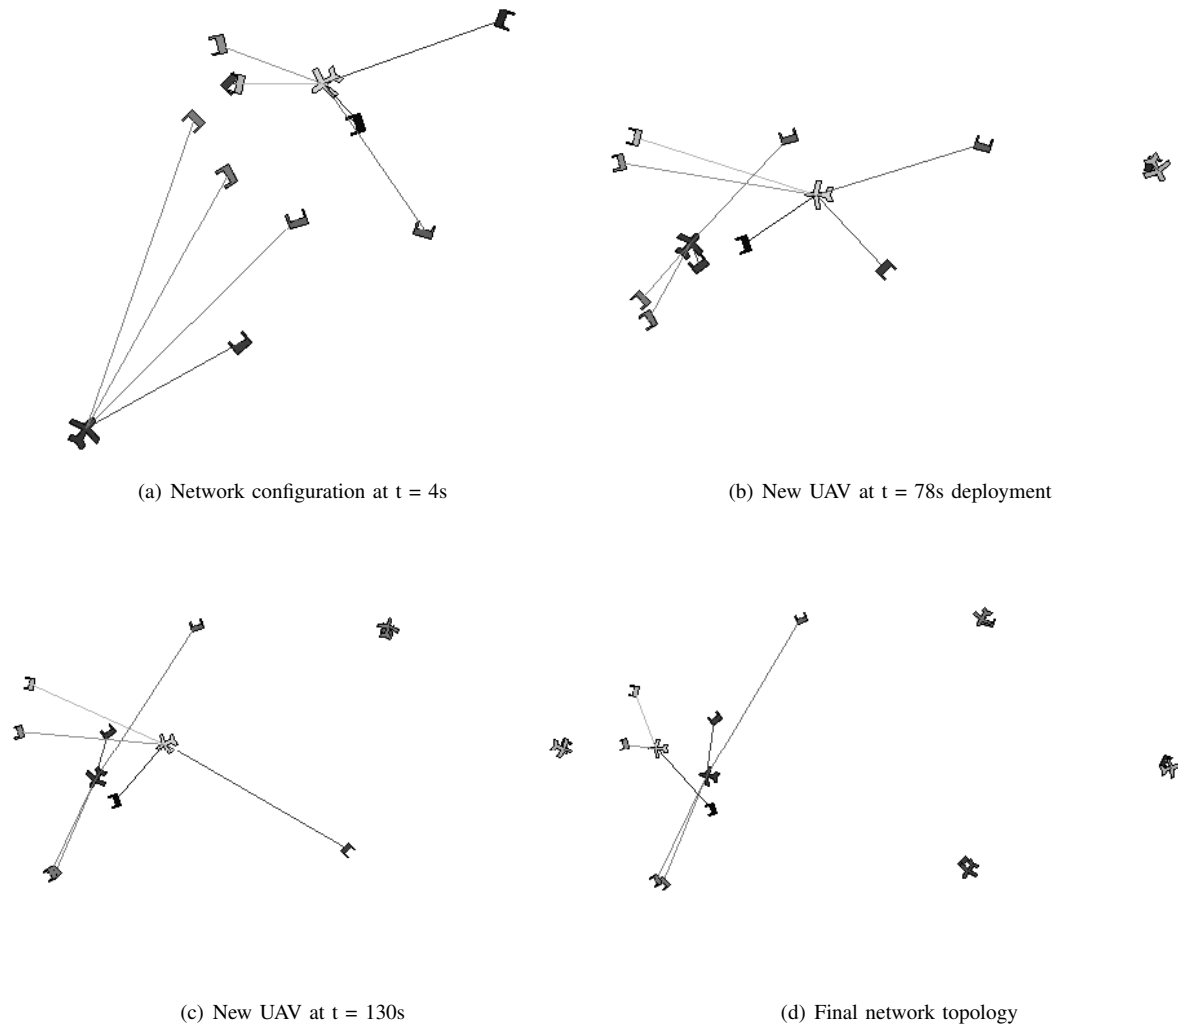 (a) Network configuration at t = 4s
(b) New UAV at t = 78s deployment
(c) New UAV at t = 130s
(d) Final network topology